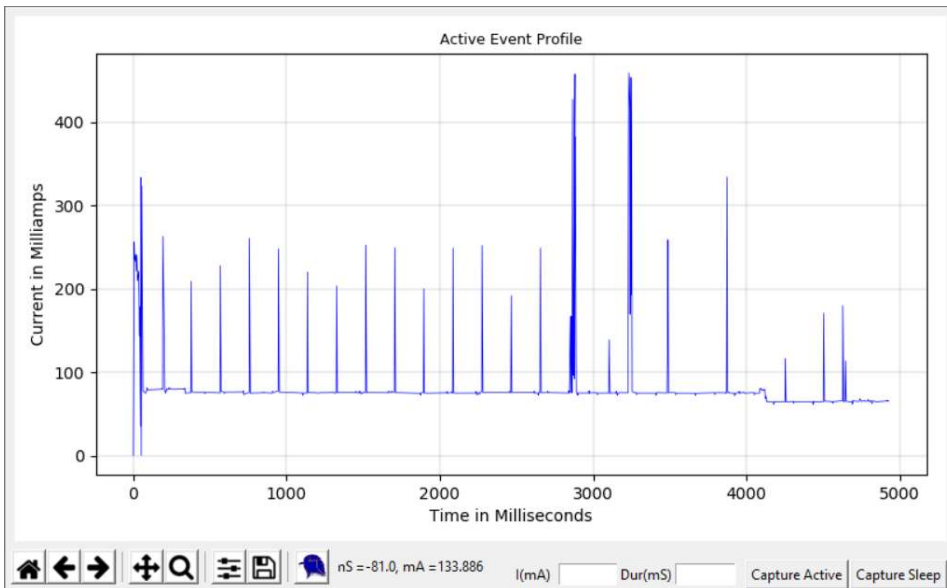 Active Event Profile
400
300
200
100
0
Current in Milliamps
0 1000 2000 3000 4000 5000
Time in Milliseconds
nS =-81.0, mA =133.886 I(mA) Dur(mS) Capture Active Capture Sleep